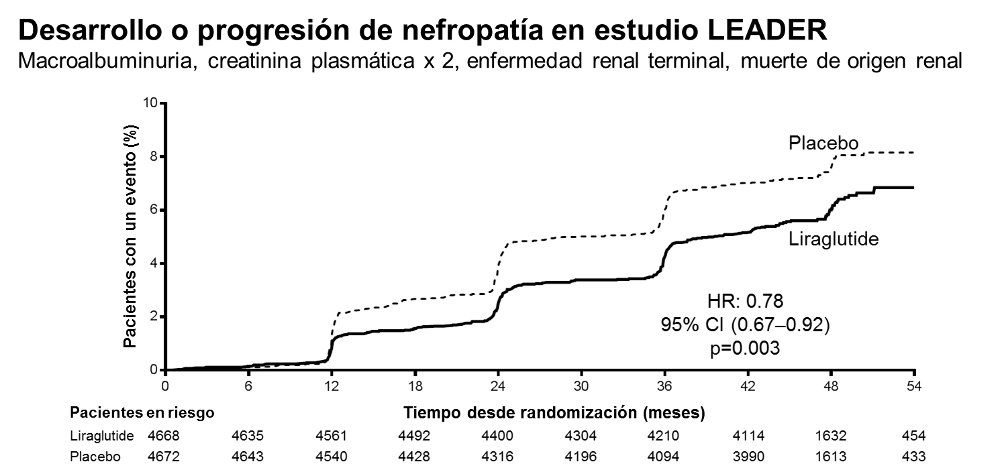 Desarrollo o progresión de nefropatía en estudio LEADER
Macroalbuminuria, creatinina plasmática x 2, enfermedad renal terminal, muerte de origen renal
Pacientes con un evento (%)
10
8
6
4
2
0
Placebo
Liraglutide
HR: 0.78
95% CI (0.67–0.92)
p=0.003
0 6 12 18 24 30 36 42 48 54
Pacientes en riesgo Tiempo desde randomización (meses)
Liraglutide 4668 4635 4561 4492 4400 4304 4210 4114 1632 454
Placebo 4672 4643 4540 4428 4316 4196 4094 3990 1613 433